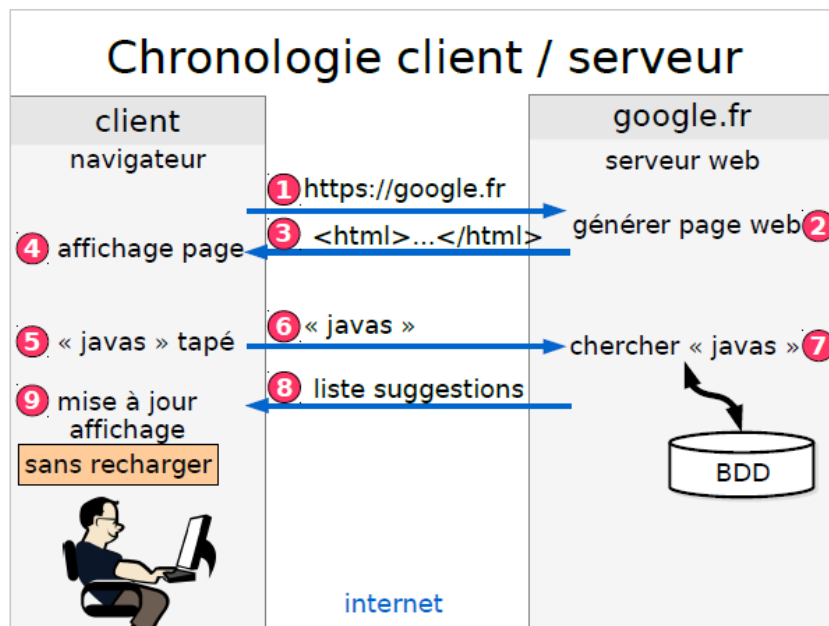 Chronologie client / serveur
client
navigateur
google.fr
serveur web
1 https://google.fr
générer page web 2
3 <html>...</html>
4 affichage page
5 « javas » tapé
6 « javas »
chercher « javas » 7
8 liste suggestions
9 mise à jour
affichage
sans recharger
BDD
internet